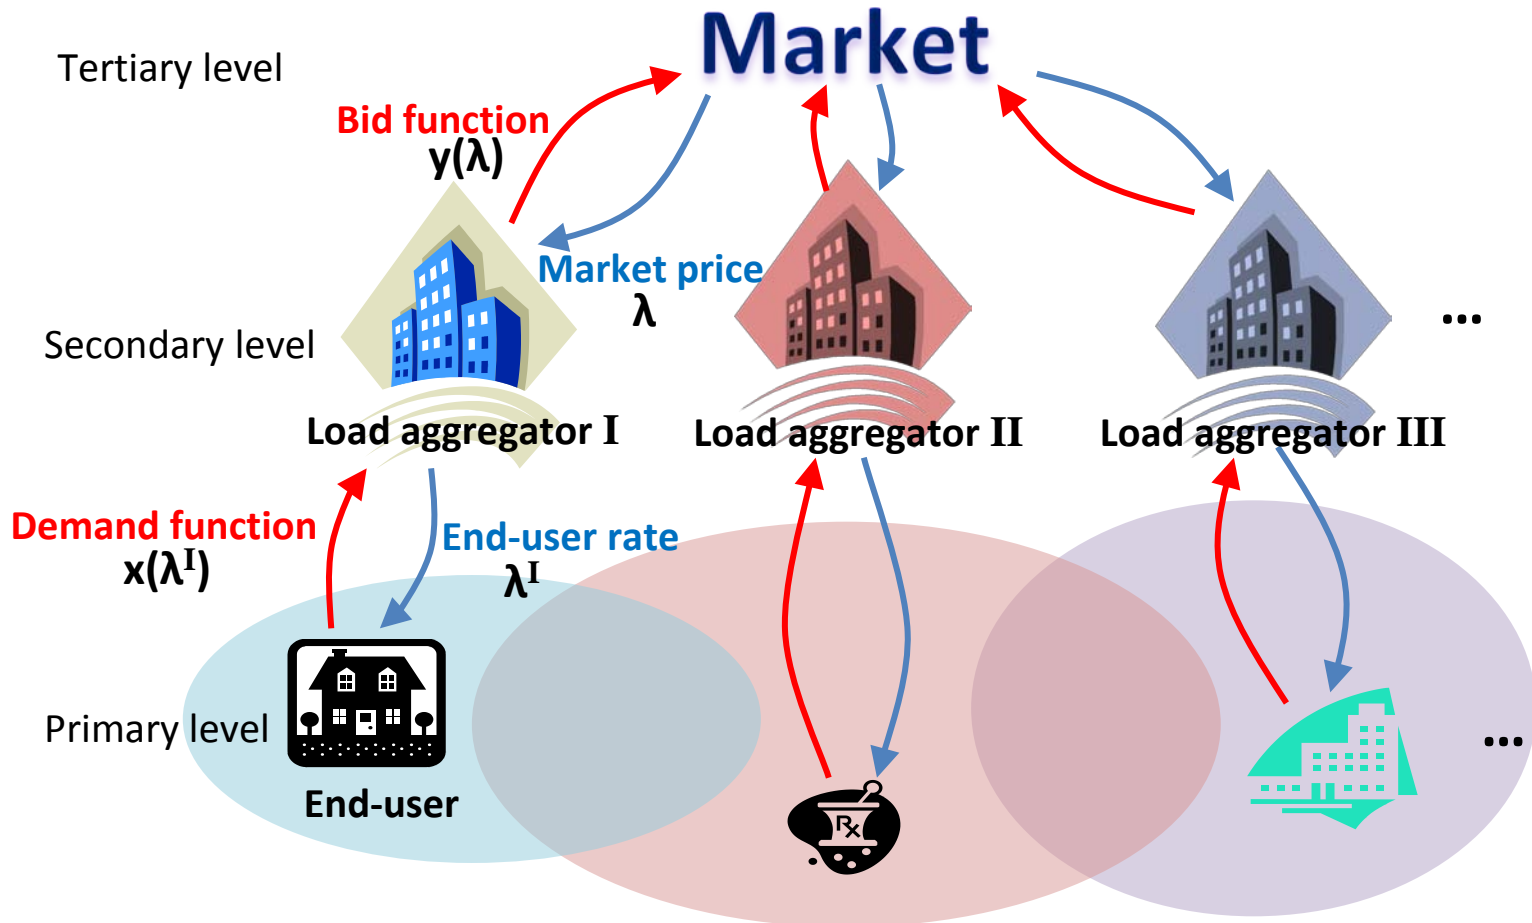 Market
Tertiary level
Bid function
y(λ)
Market price
λ
Secondary level
...
Load aggregator I
Load aggregator II
Load aggregator III
Demand function
x(λᴵ)
End-user rate
λᴵ
Primary level
...
End-user
Rx